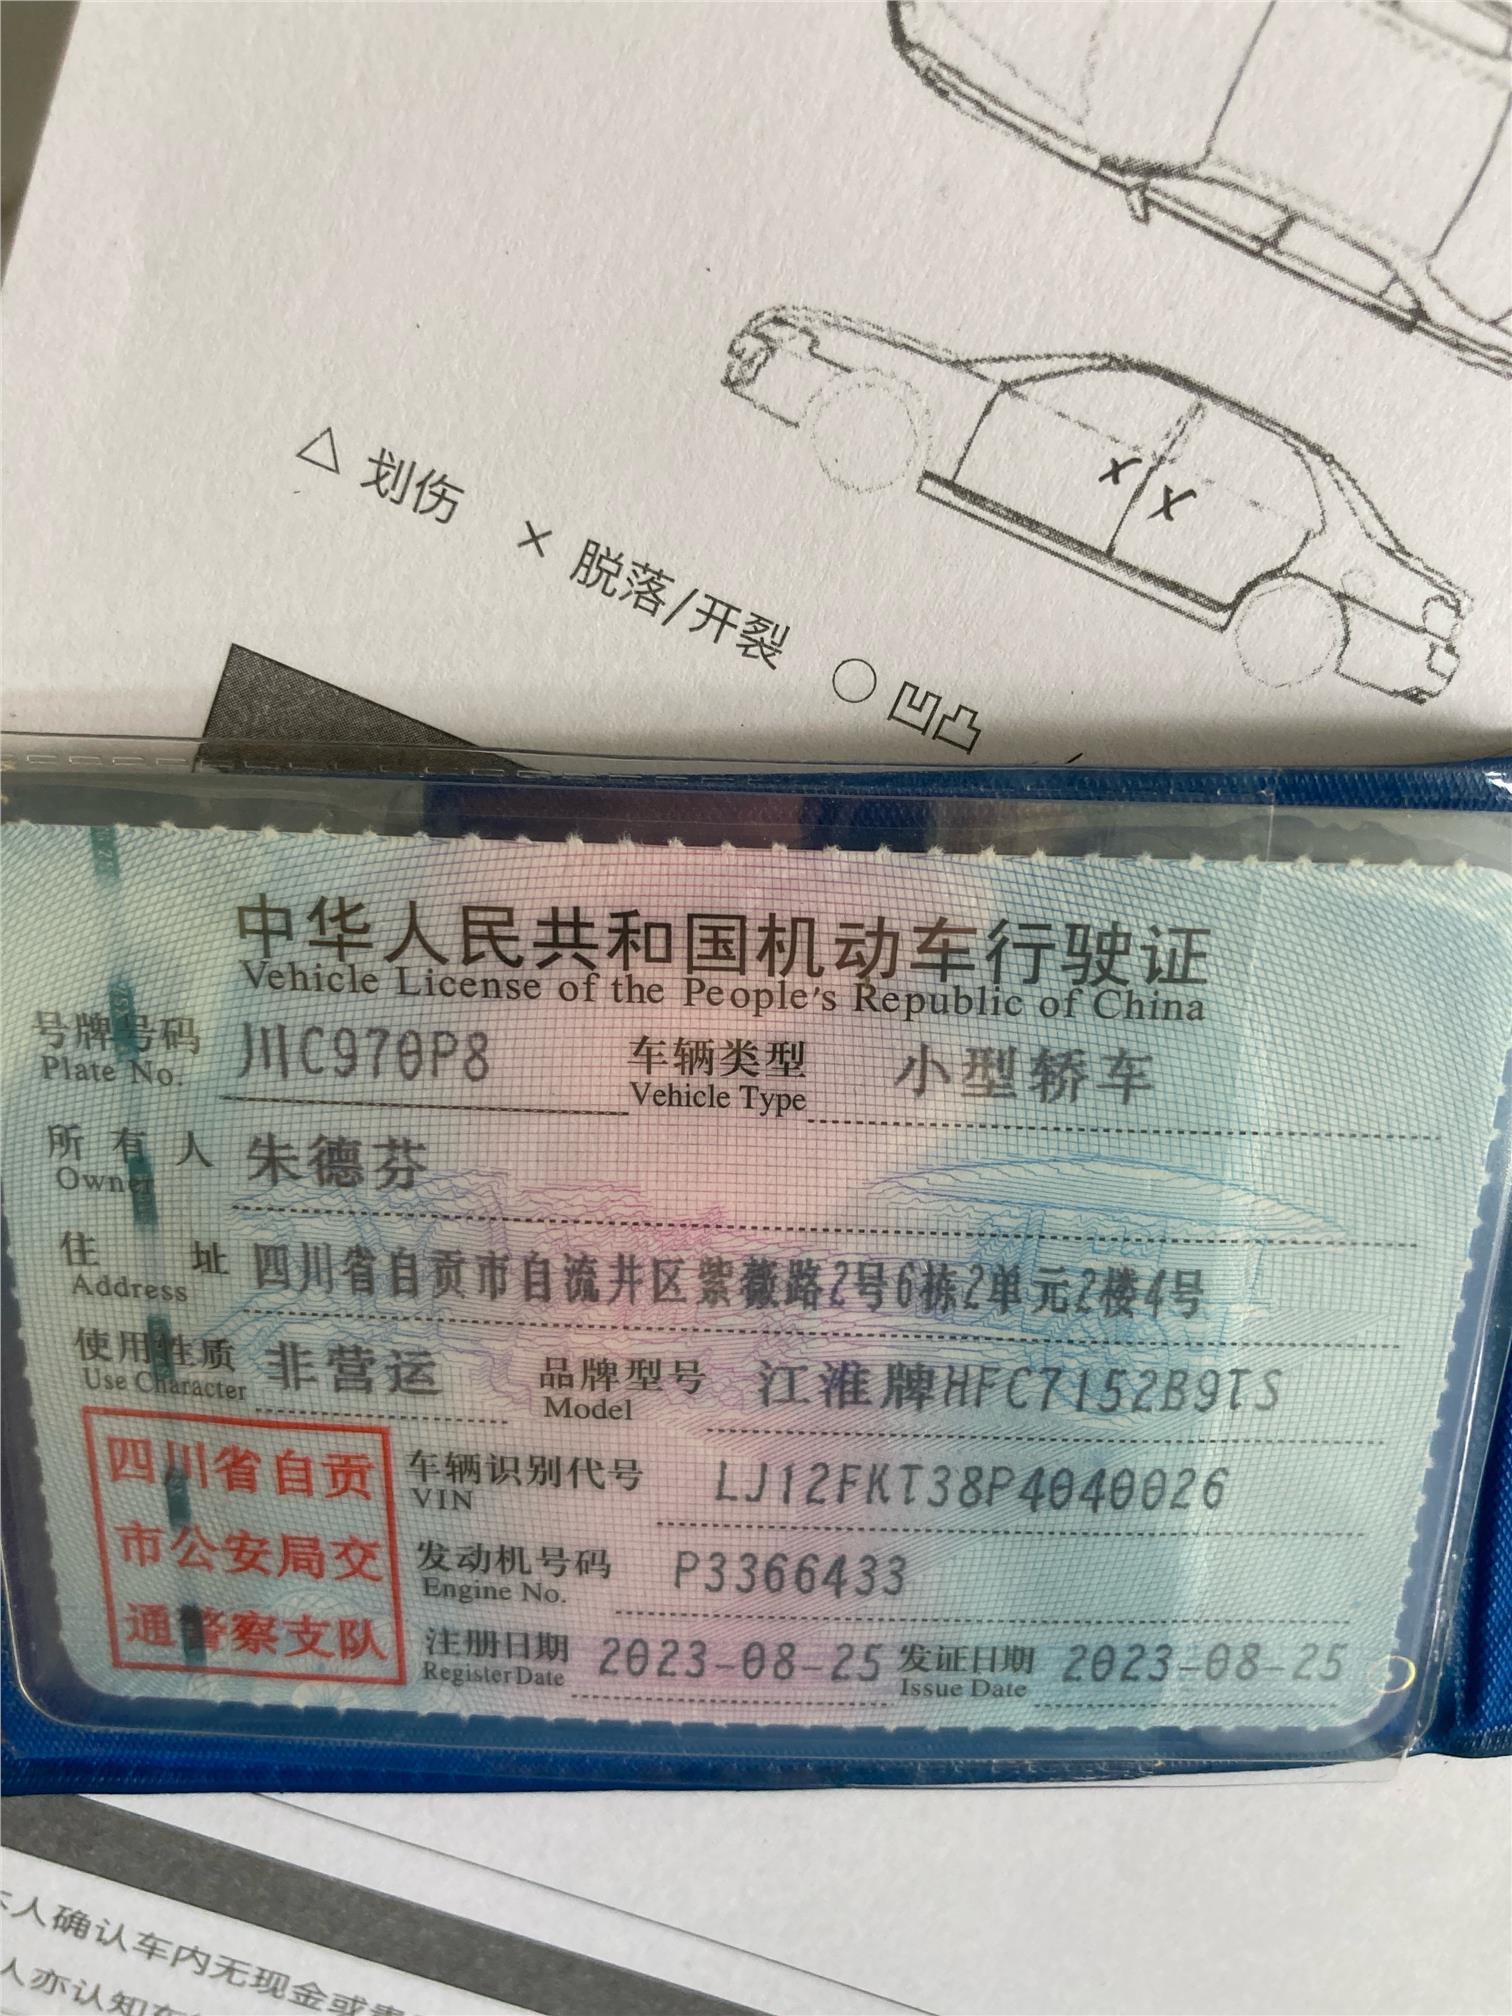 △ 划伤 × 脱落/开裂 ○ 凹凸
中华人民共和国机动车行驶证
Vehicle License of the People's Republic of China
号牌号码 川C970P8 车辆类型 小型轿车
Plate No. Vehicle Type
所有人 朱德芬
Owner
住址 四川省自贡市自流井区紫薇路2号6栋2单元2楼4号
Address
使用性质 非营运 品牌型号 江淮牌HFC7152B9TS
Use Character Model
四川省自贡
市公安局交
通警察支队
车辆识别代号 LJ12FKT38P4040026
VIN
发动机号码 P3366433
Engine No.
注册日期 2023-08-25 发证日期 2023-08-25
Register Date Issue Date
人确认车内无现金或
人亦认知